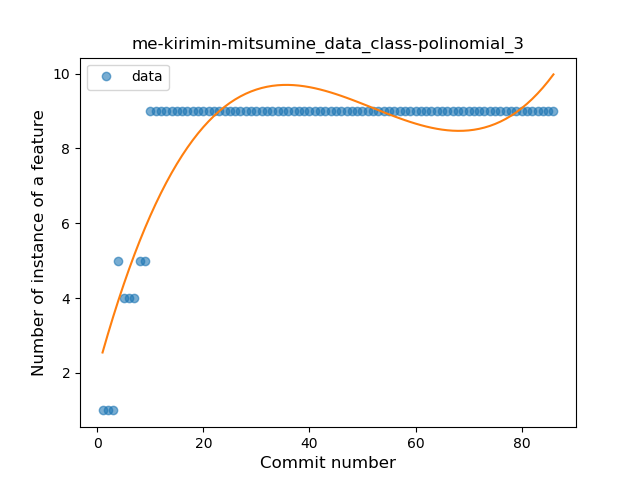 me-kirimin-mitsumine_data_class-polinomial_3
data
Number of instance of a feature
10
8
6
4
2
0
20
40
60
80
Commit number